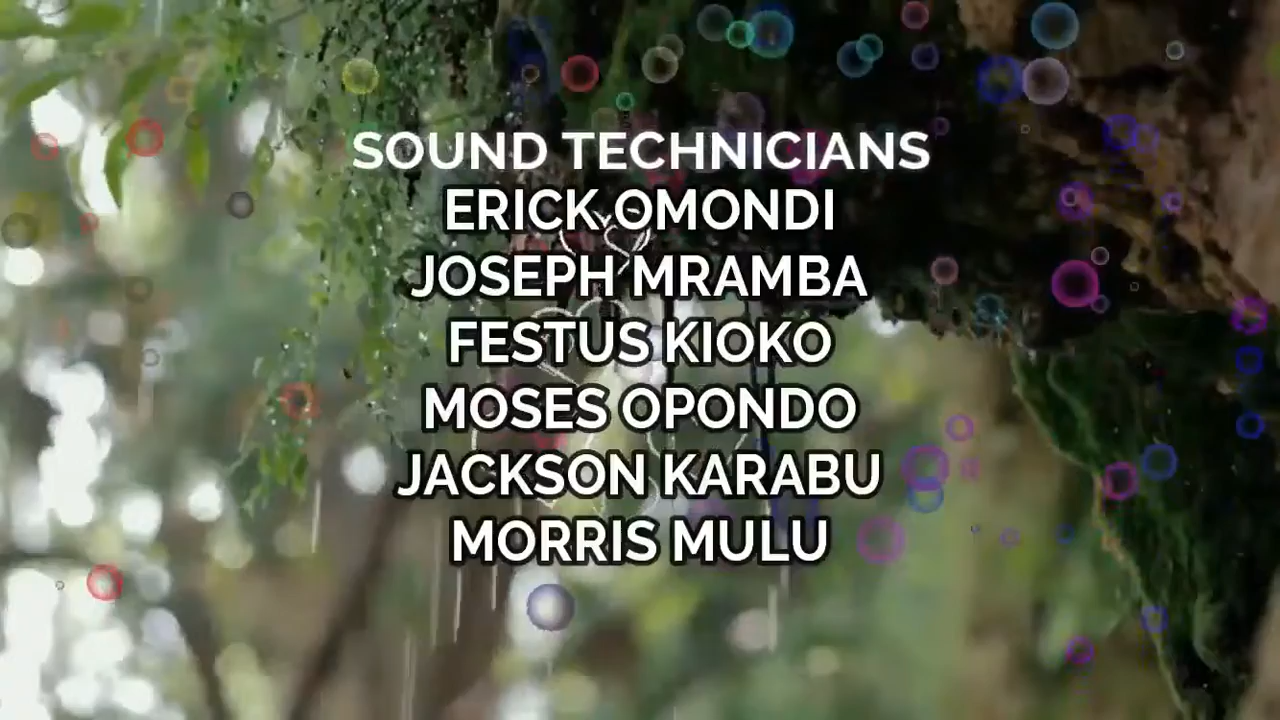 SOUND TECHNICIANS
ERICK OMONDI
JOSEPH MRAMBA
FESTUS KIOKO
MOSES OPONDO
JACKSON KARABU
MORRIS MULU